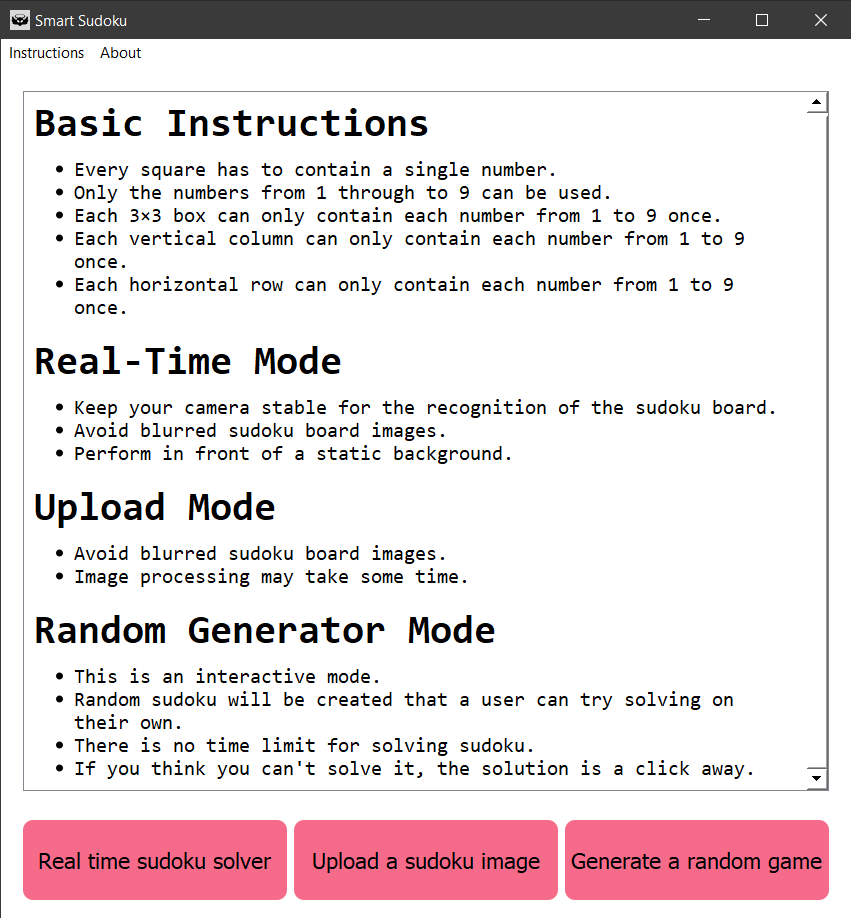 Smart Sudoku
Instructions About
Basic Instructions
• Every square has to contain a single number.
• Only the numbers from 1 through to 9 can be used.
• Each 3×3 box can only contain each number from 1 to 9 once.
• Each vertical column can only contain each number from 1 to 9
once.
• Each horizontal row can only contain each number from 1 to 9
once.
Real-Time Mode
• Keep your camera stable for the recognition of the sudoku board.
• Avoid blurred sudoku board images.
• Perform in front of a static background.
Upload Mode
• Avoid blurred sudoku board images.
• Image processing may take some time.
Random Generator Mode
• This is an interactive mode.
• Random sudoku will be created that a user can try solving on
their own.
• There is no time limit for solving sudoku.
• If you think you can't solve it, the solution is a click away.
Real time sudoku solver
Upload a sudoku image
Generate a random game